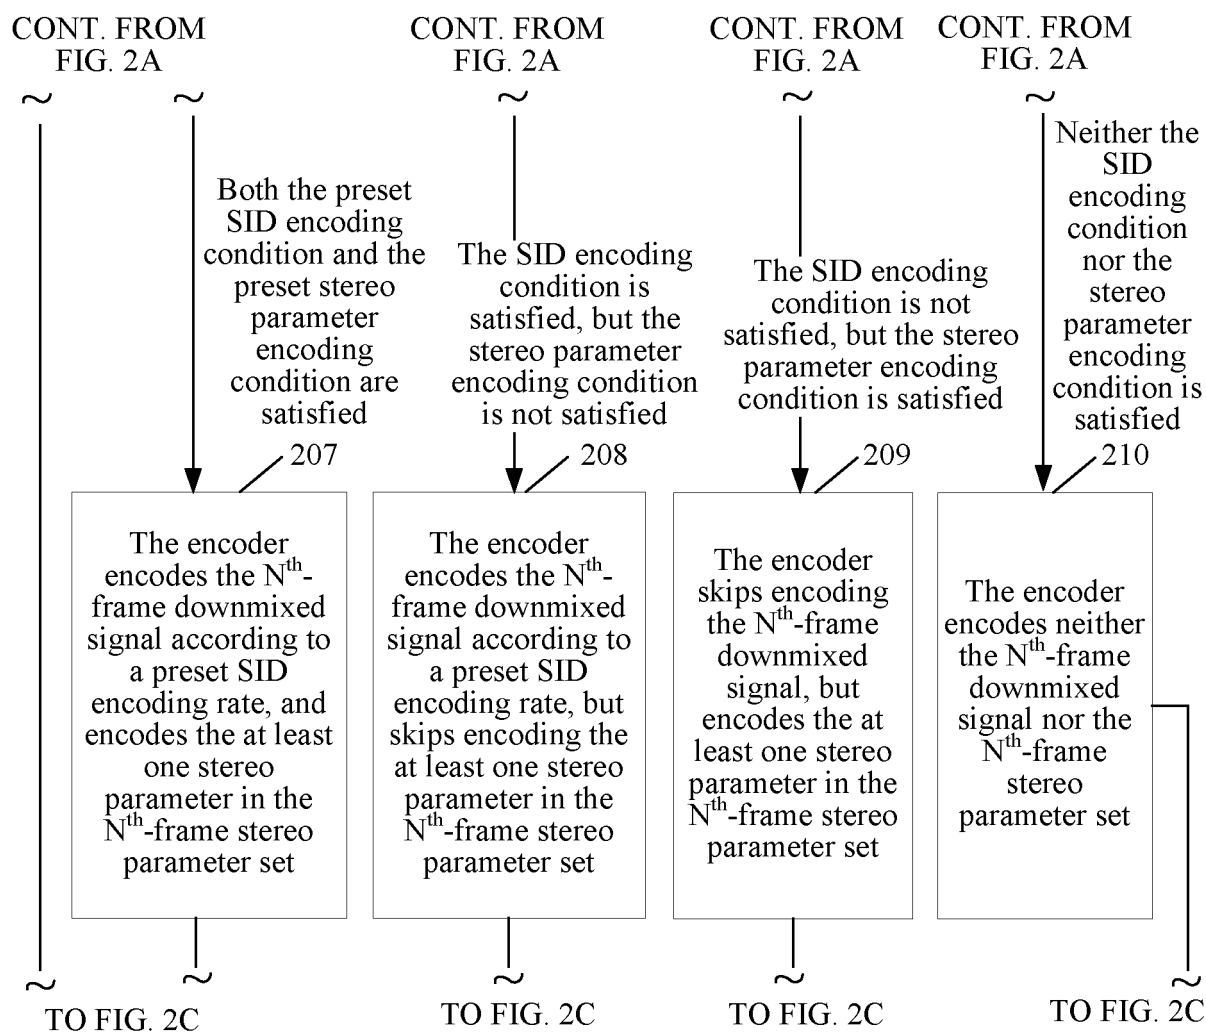 CONT. FROM
FIG. 2A
CONT. FROM
FIG. 2A
CONT. FROM
FIG. 2A
CONT. FROM
FIG. 2A
Both the preset
SID encoding
condition and the
preset stereo
parameter
encoding
condition are
satisfied
The SID encoding
condition is
satisfied, but the
stereo parameter
encoding condition
is not satisfied
The SID encoding
condition is not
satisfied, but the stereo
parameter encoding
condition is satisfied
Neither the
SID
encoding
condition
nor the
stereo
parameter
encoding
condition is
satisfied
207
208
209
210
The encoder
encodes the Nth-
frame downmixed
signal according to
a preset SID
encoding rate, and
encodes the at least
one stereo
parameter in the
Nth-frame stereo
parameter set
The encoder
encodes the Nth-
frame downmixed
signal according to
a preset SID
encoding rate, but
skips encoding the
at least one stereo
parameter in the
Nth-frame stereo
parameter set
The encoder
skips encoding
the Nth-frame
downmixed
signal, but
encodes the at
least one stereo
parameter in the
Nth-frame stereo
parameter set
The encoder
encodes neither
the Nth-frame
downmixed
signal nor the
Nth-frame
stereo
parameter set
TO FIG. 2C
TO FIG. 2C
TO FIG. 2C
TO FIG. 2C